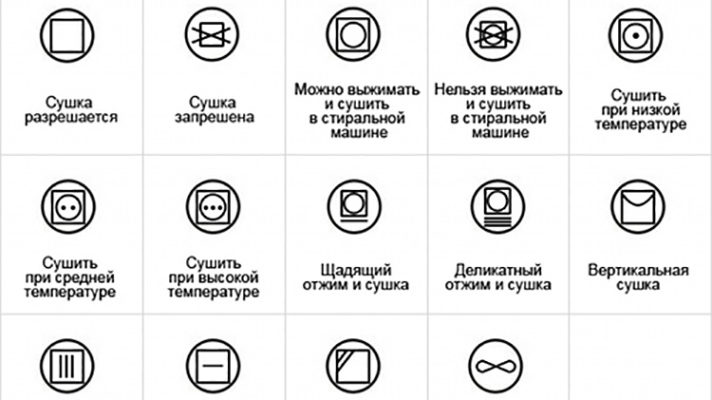 Сушка
разрешается
Сушка
запрещена
Можно выжимать
и сушить
в стиральной
машине
Нельзя выжимать
и сушить
в стиральной
машине
Сушить
при низкой
температуре
Сушить
при средней
температуре
Сушить
при высокой
температуре
Щадящий
отжим и сушка
Деликатный
отжим и сушка
Вертикальная
сушка